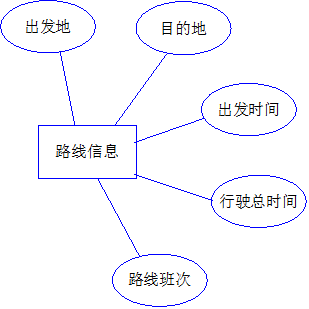 出发地
目的地
出发时间
路线信息
行驶总时间
路线班次